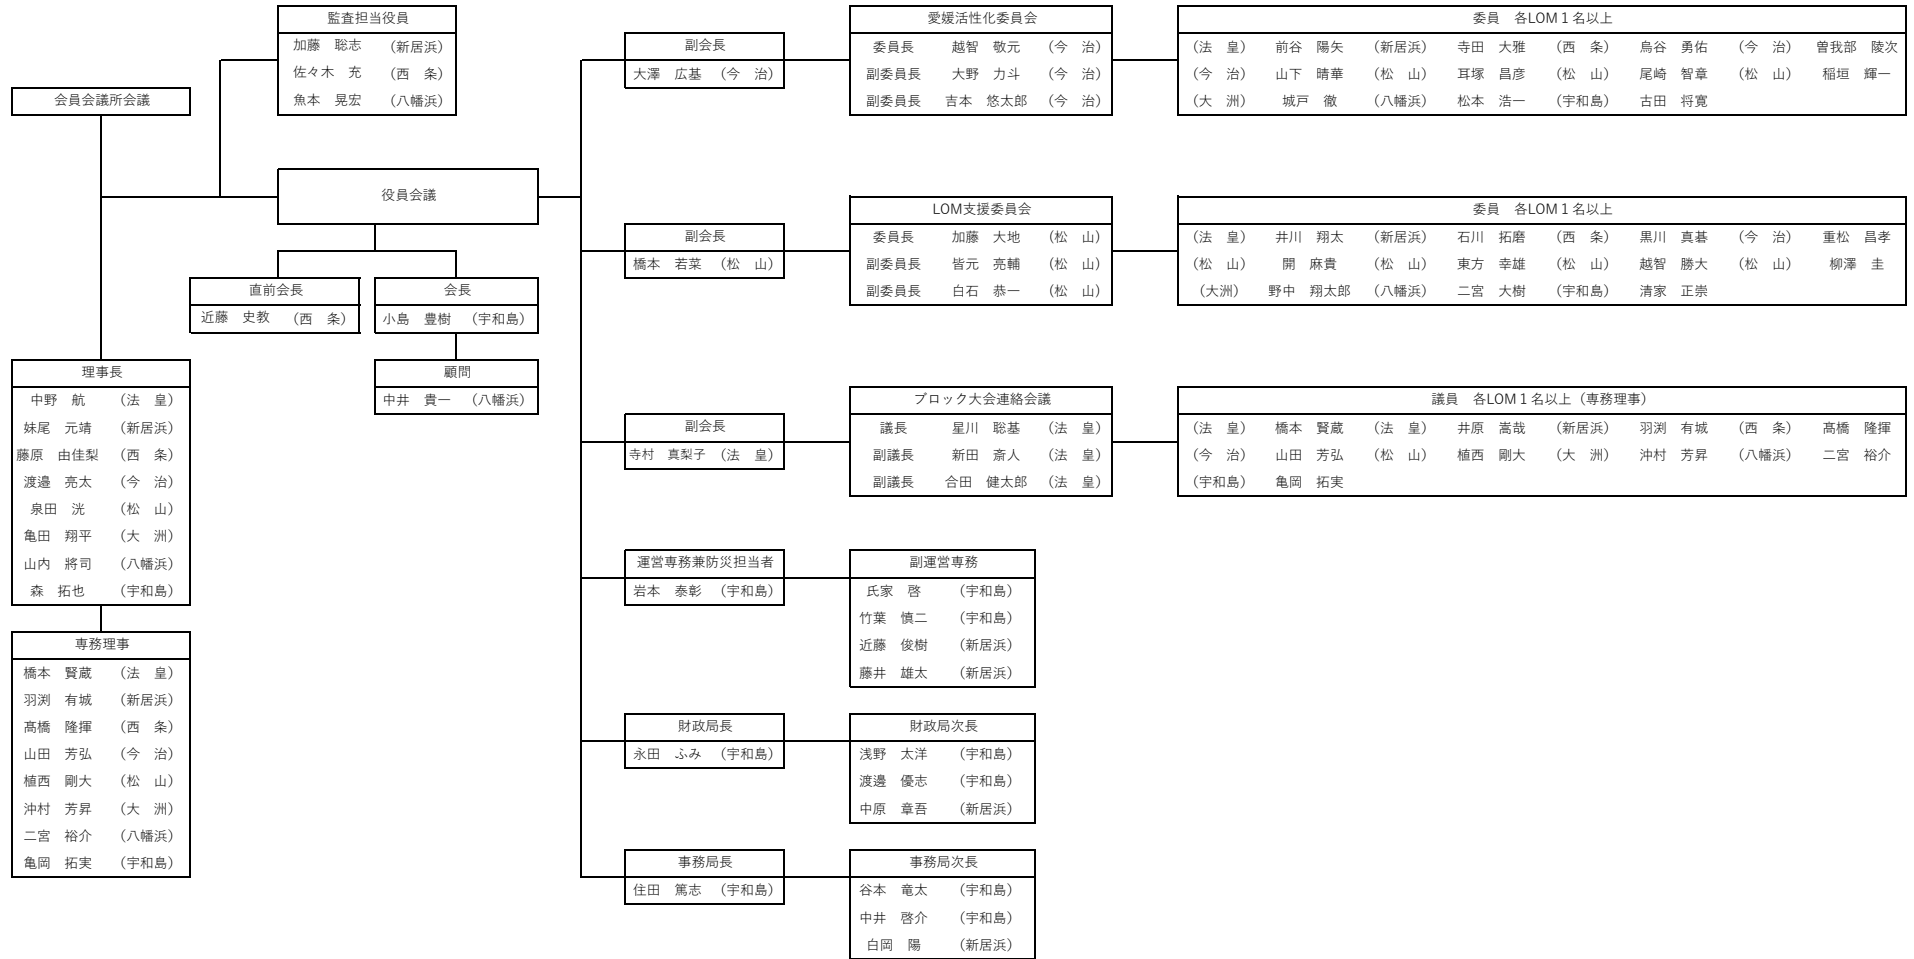 会員会議所会議
監査担当役員
加藤　聡志　（新居浜）
佐々木　充　（西　条）
魚本　晃宏　（八幡浜）
役員会議
直前会長
近藤　史教　（西　条）
会長
小島　豊樹　（宇和島）
顧問
中井　貴一　（八幡浜）
理事長
中野　航　（法　皇）
妹尾　元靖　（新居浜）
藤原　由佳梨　（西　条）
渡邉　亮太　（今　治）
泉田　洸　（松　山）
亀田　翔平　（大　洲）
山内　將司　（八幡浜）
森　拓也　（宇和島）
専務理事
橋本　賢蔵　（法　皇）
羽渕　有城　（新居浜）
髙橋　隆揮　（西　条）
山田　芳弘　（今　治）
植西　剛大　（松　山）
沖村　芳昇　（大　洲）
二宮　裕介　（八幡浜）
亀岡　拓実　（宇和島）
副会長
大澤　広基　（今　治）
愛媛活性化委員会
委員長　越智　敬元　（今　治）
副委員長　大野　力斗　（今　治）
副委員長　吉本　悠太郎　（今　治）
委員　各LOM１名以上
（法　皇）　前谷　陽矢　（新居浜）　寺田　大雅　（西　条）　烏谷　勇佑　（今　治）　曽我部　陵次
（今　治）　山下　晴華　（松　山）　耳塚　昌彦　（松　山）　尾崎　智章　（松　山）　稲垣　輝一
（大　洲）　城戸　徹　（八幡浜）　松本　浩一　（宇和島）　古田　将寛
副会長
橋本　若菜　（松　山）
LOM支援委員会
委員長　加藤　大地　（松　山）
副委員長　皆元　亮輔　（松　山）
副委員長　白石　恭一　（松　山）
委員　各LOM１名以上
（法　皇）　井川　翔太　（新居浜）　石川　拓磨　（西　条）　黒川　真碁　（今　治）　重松　昌孝
（松　山）　開　麻貴　（松　山）　東方　幸雄　（松　山）　越智　勝大　（松　山）　柳澤　圭
（大洲）　野中　翔太郎　（八幡浜）　二宮　大樹　（宇和島）　清家　正崇
副会長
寺村　真梨子　（法　皇）
ブロック大会連絡会議
議長　星川　聡基　（法　皇）
副議長　新田　斎人　（法　皇）
副議長　合田　健太郎　（法　皇）
議員　各LOM１名以上（専務理事）
（法　皇）　橋本　賢蔵　（法　皇）　井原　嵩哉　（新居浜）　羽渕　有城　（西　条）　髙橋　隆揮
（今　治）　山田　芳弘　（松　山）　植西　剛大　（大　洲）　沖村　芳昇　（八幡浜）　二宮　裕介
（宇和島）　亀岡　拓実
運営専務兼防災担当者
岩本　泰彰　（宇和島）
副運営専務
氏家　啓　（宇和島）
竹葉　慎二　（宇和島）
近藤　俊樹　（新居浜）
藤井　雄太　（新居浜）
財政局長
永田　ふみ　（宇和島）
財政局次長
浅野　太洋　（宇和島）
渡邊　優志　（宇和島）
中原　章吾　（新居浜）
事務局長
住田　篤志　（宇和島）
事務局次長
谷本　竜太　（宇和島）
中井　啓介　（宇和島）
白岡　陽　（新居浜）